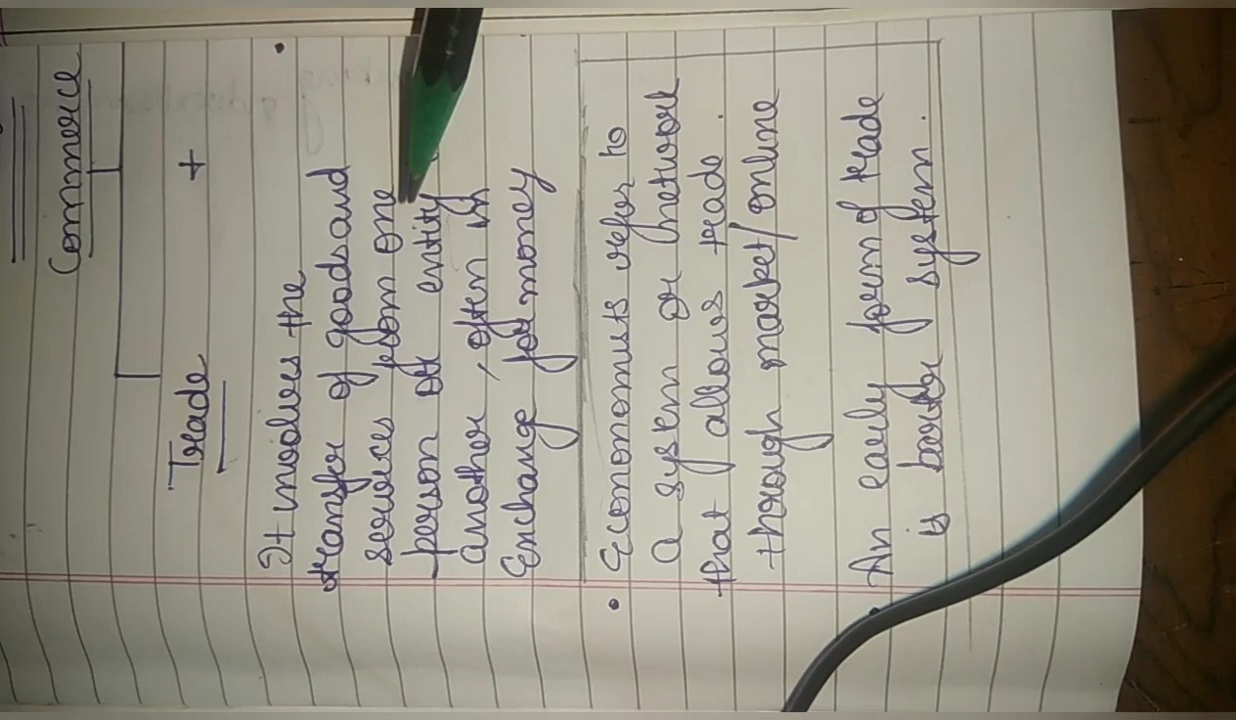 Commerce
Trade +
It involves the
transfer of goods and
services from one
person or entity
another, often in
Exchange for money
• Economists refer to
a system or network
that allows trade.
through market/online
• An early form of trade
is barter system.